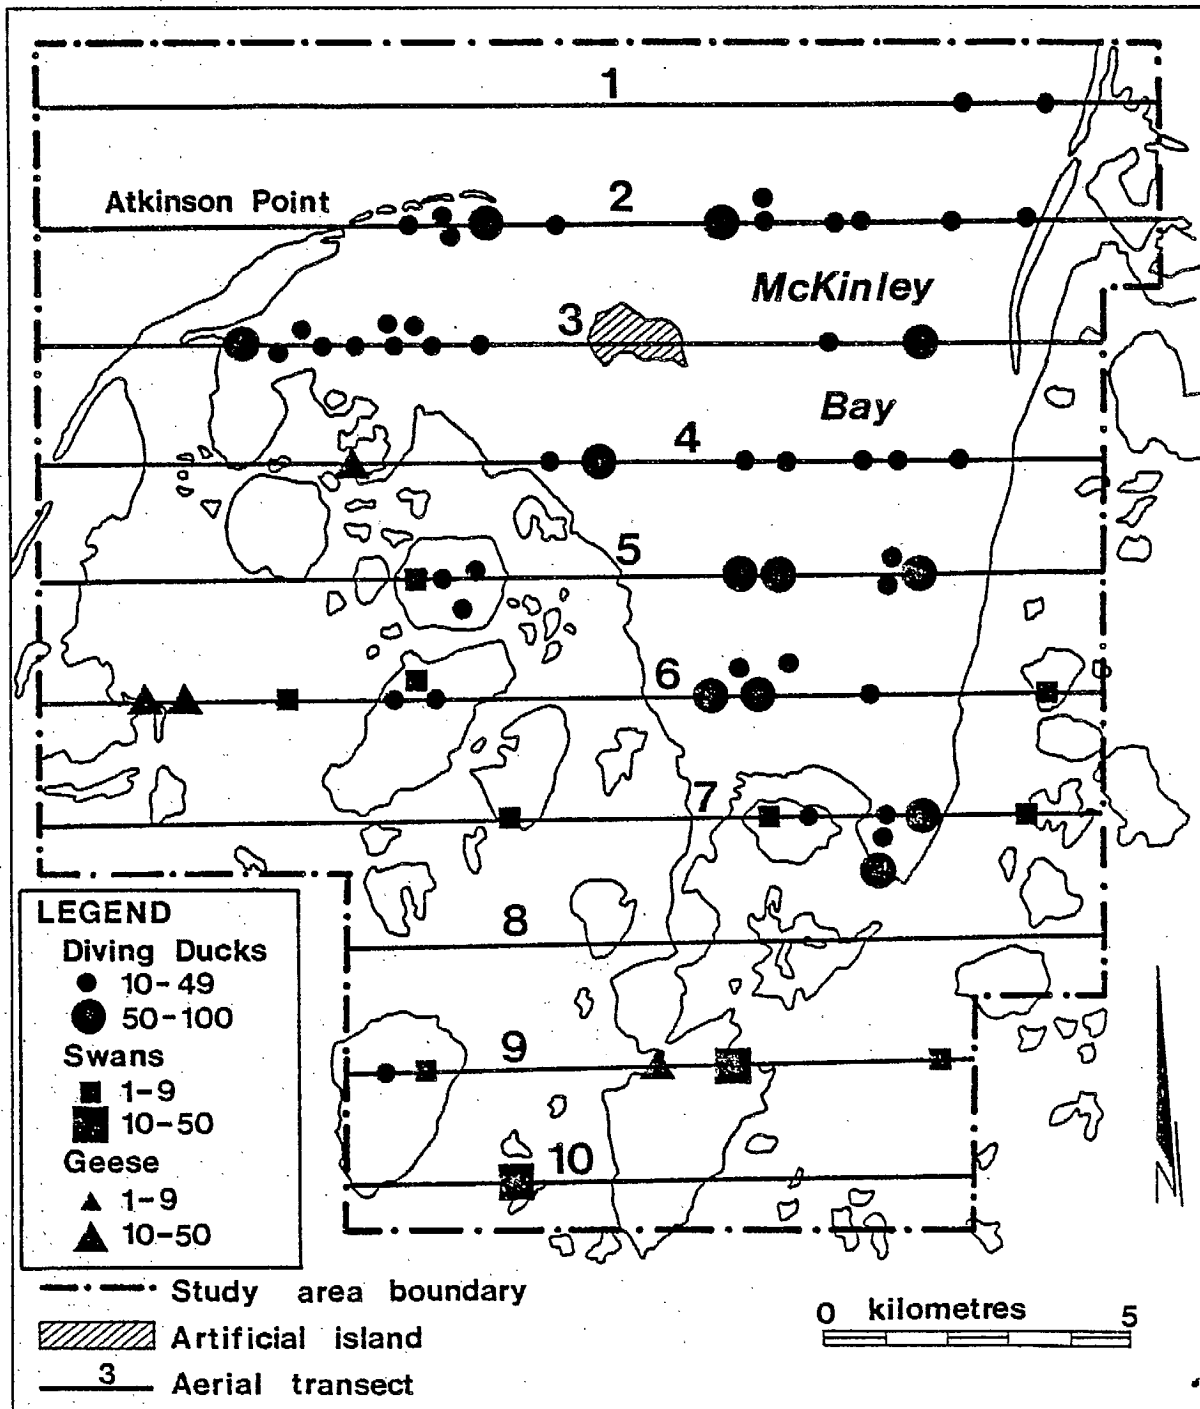 1
Atkinson Point
2
McKinley
3
Bay
4
5
6
7
8
9
10
LEGEND
Diving Ducks
10-49
50-100
Swans
1-9
10-50
Geese
1-9
10-50
Study area boundary
Artificial island
3 Aerial transect
0 kilometres 5
N